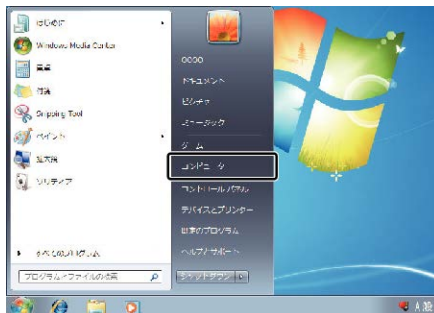 はじめに
Windows Media Center
電卓
付箋
Snipping Tool
ペイント
拡大鏡
ソリティア
すべてのプログラム
プログラムとファイルの検索
0000
ドキュメント
ピクチャ
ミュージック
ゲーム
コンピューター
コントロール パネル
デバイスとプリンター
既定のプログラム
ヘルプとサポート
シャットダウン
A 般